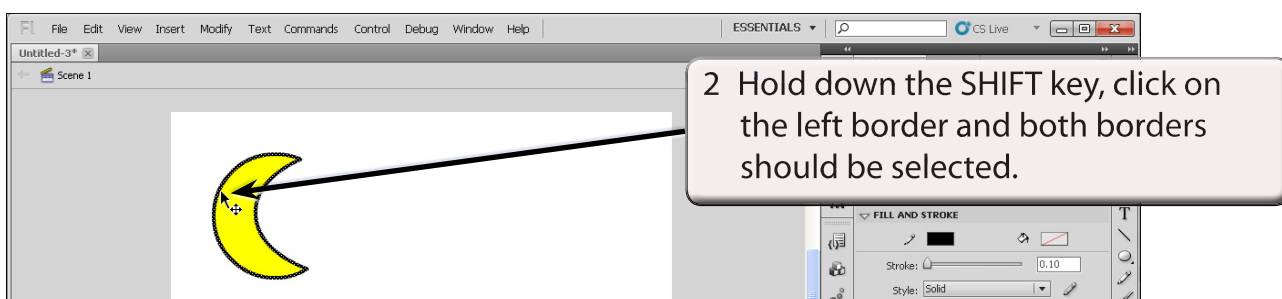 Fl File Edit View Insert Modify Text Commands Control Debug Window Help ESSENTIALS CS Live
Untitled-3*
Scene 1
2 Hold down the SHIFT key, click on
the left border and both borders
should be selected.
FILL AND STROKE
T
Stroke: 0.10
Style: Solid